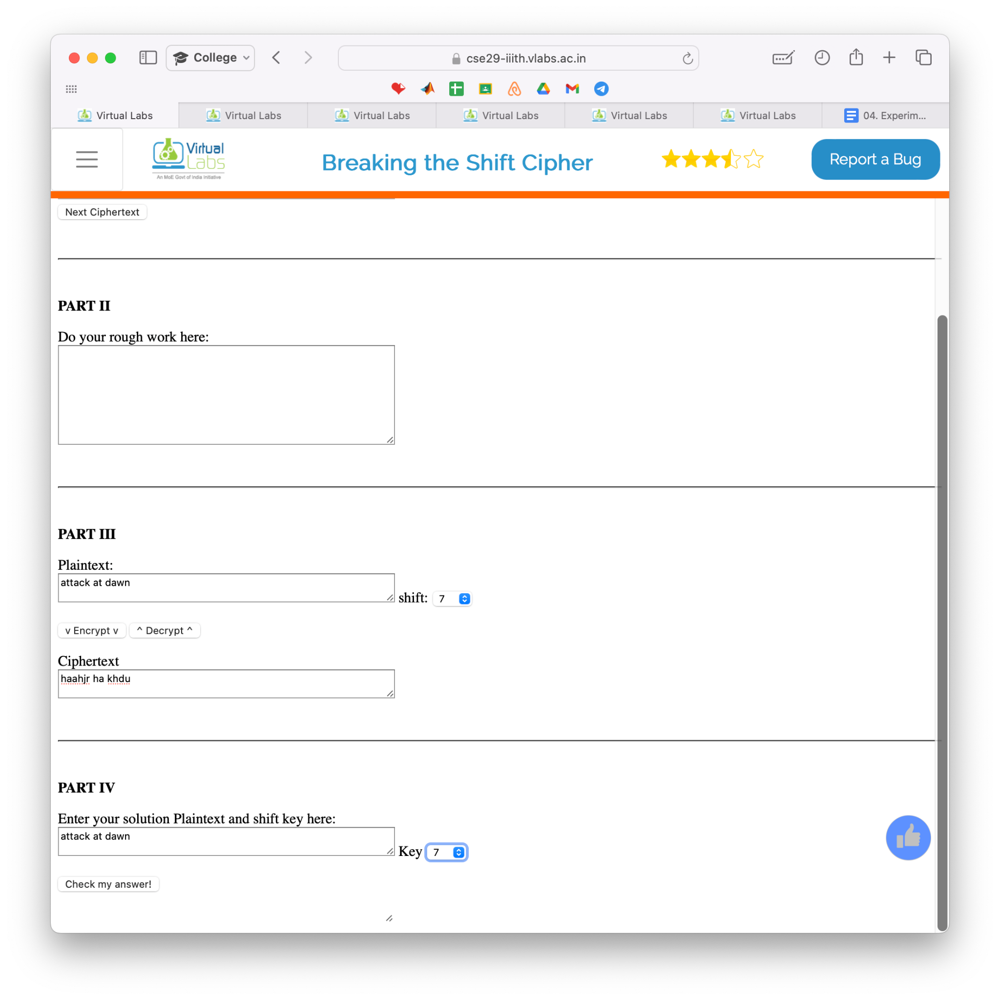 College
cse29-iiith.vlabs.ac.in
Virtual Labs Virtual Labs Virtual Labs Virtual Labs Virtual Labs Virtual Labs 04. Experim...
Virtual
Labs
An MoE Govt of India Initiative
Breaking the Shift Cipher
Report a Bug
Next Ciphertext
PART II
Do your rough work here:
PART III
Plaintext:
attack at dawn
shift: 7
v Encrypt v ^ Decrypt ^
Ciphertext
haahjr ha khdu
PART IV
Enter your solution Plaintext and shift key here:
attack at dawn
Key 7
Check my answer!